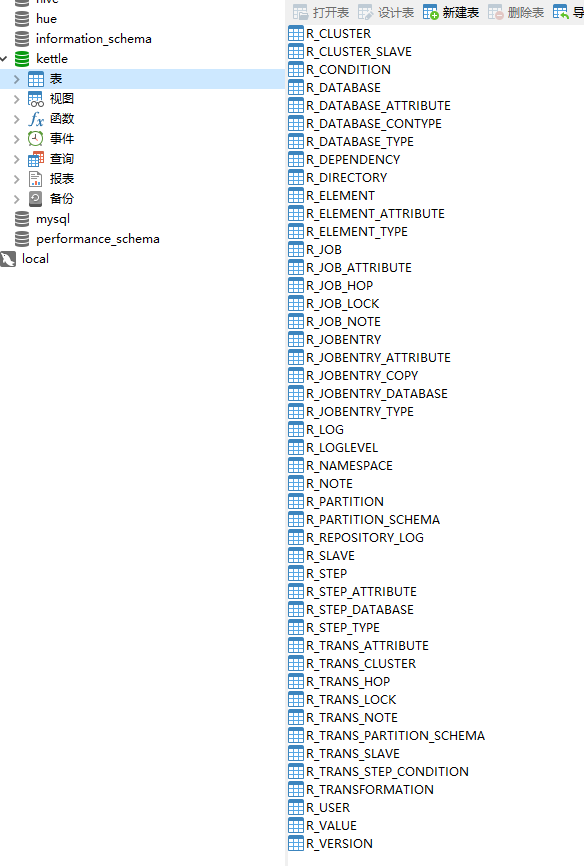 hive
hue
information_schema
kettle
表
视图
函数
事件
查询
报表
备份
mysql
performance_schema
local
打开表 设计表 新建表 删除表 导
R_CLUSTER
R_CLUSTER_SLAVE
R_CONDITION
R_DATABASE
R_DATABASE_ATTRIBUTE
R_DATABASE_CONTYPE
R_DATABASE_TYPE
R_DEPENDENCY
R_DIRECTORY
R_ELEMENT
R_ELEMENT_ATTRIBUTE
R_ELEMENT_TYPE
R_JOB
R_JOB_ATTRIBUTE
R_JOB_HOP
R_JOB_LOCK
R_JOB_NOTE
R_JOBENTRY
R_JOBENTRY_ATTRIBUTE
R_JOBENTRY_COPY
R_JOBENTRY_DATABASE
R_JOBENTRY_TYPE
R_LOG
R_LOGLEVEL
R_NAMESPACE
R_NOTE
R_PARTITION
R_PARTITION_SCHEMA
R_REPOSITORY_LOG
R_SLAVE
R_STEP
R_STEP_ATTRIBUTE
R_STEP_DATABASE
R_STEP_TYPE
R_TRANS_ATTRIBUTE
R_TRANS_CLUSTER
R_TRANS_HOP
R_TRANS_LOCK
R_TRANS_NOTE
R_TRANS_PARTITION_SCHEMA
R_TRANS_SLAVE
R_TRANS_STEP_CONDITION
R_TRANSFORMATION
R_USER
R_VALUE
R_VERSION